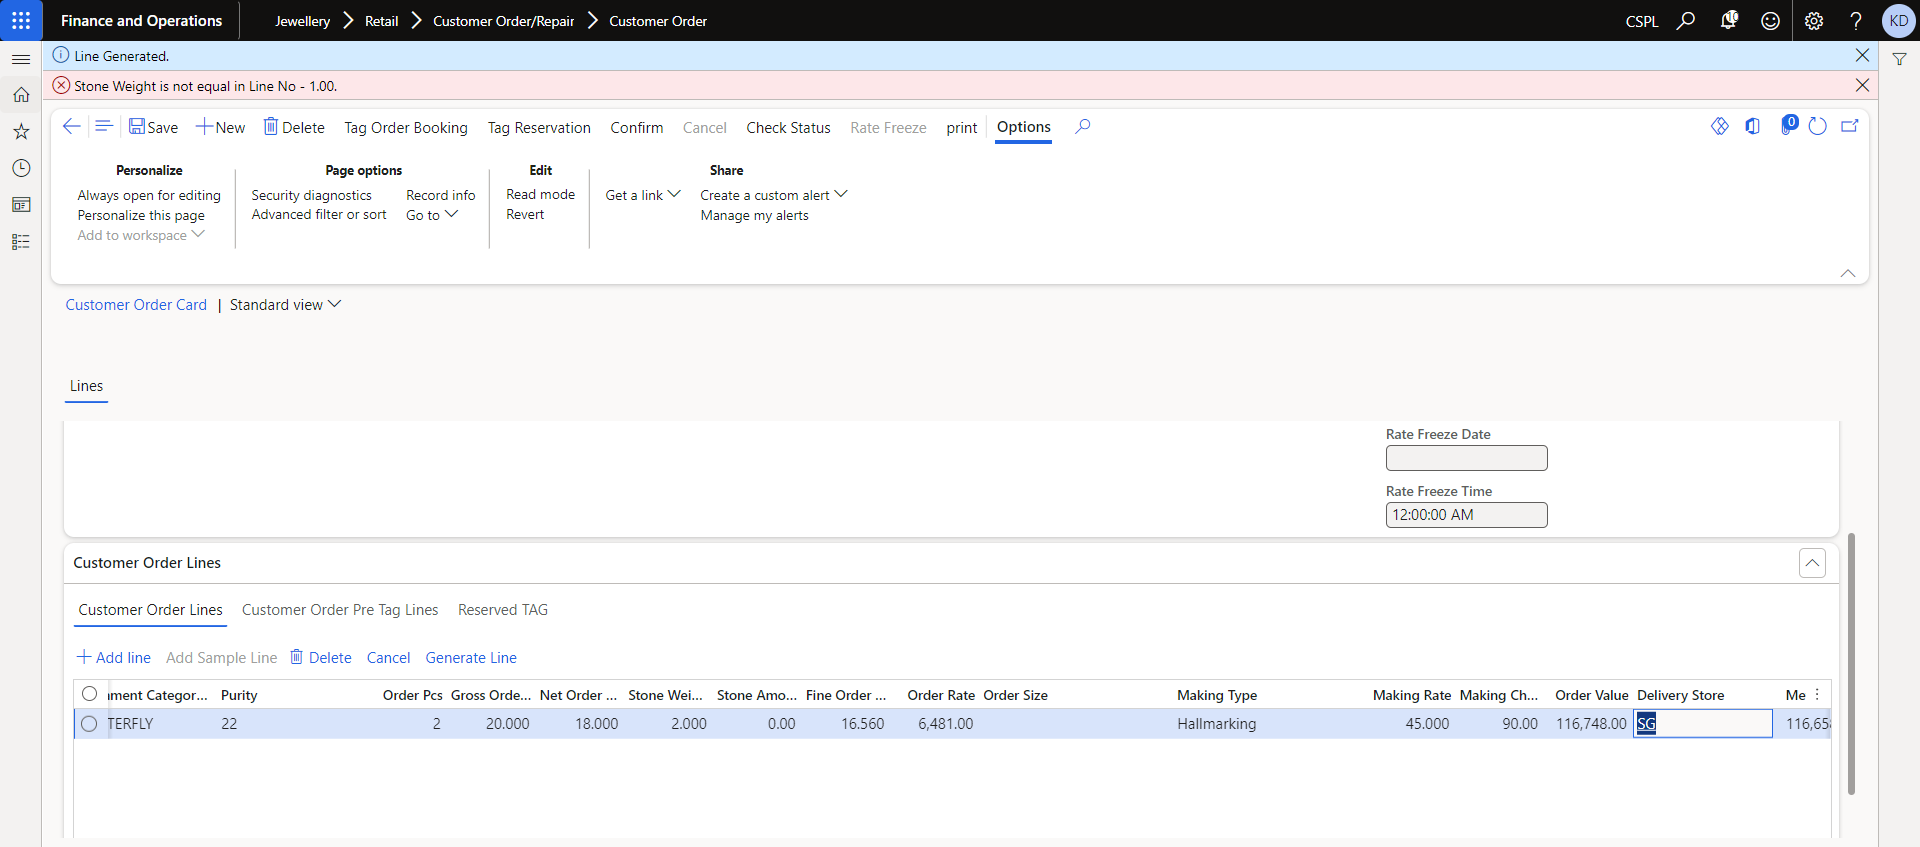 Finance and Operations
Jewellery
Retail
Customer Order/Repair
Customer Order
CSPL
KD
Line Generated.
Stone Weight is not equal in Line No - 1.00.
Save
New
Delete
Tag Order Booking
Tag Reservation
Confirm
Cancel
Check Status
Rate Freeze
print
Options
0
Personalize
Always open for editing
Personalize this page
Add to workspace
Page options
Security diagnostics
Advanced filter or sort
Record info
Go to
Edit
Read mode
Revert
Share
Get a link
Create a custom alert
Manage my alerts
Customer Order Card | Standard view
Lines
Rate Freeze Date
Rate Freeze Time
12:00:00 AM
Customer Order Lines
Customer Order Lines
Customer Order Pre Tag Lines
Reserved TAG
Add line
Add Sample Line
Delete
Cancel
Generate Line
ment Categor... Purity Order Pcs Gross Orde... Net Order ... Stone Wei... Stone Amo... Fine Order ... Order Rate Order Size Making Type Making Rate Making Ch... Order Value Delivery Store Me
TERFLY 22 2 20.000 18.000 2.000 0.00 16.560 6,481.00 Hallmarking 45.000 90.00 116,748.00 SG 116,65